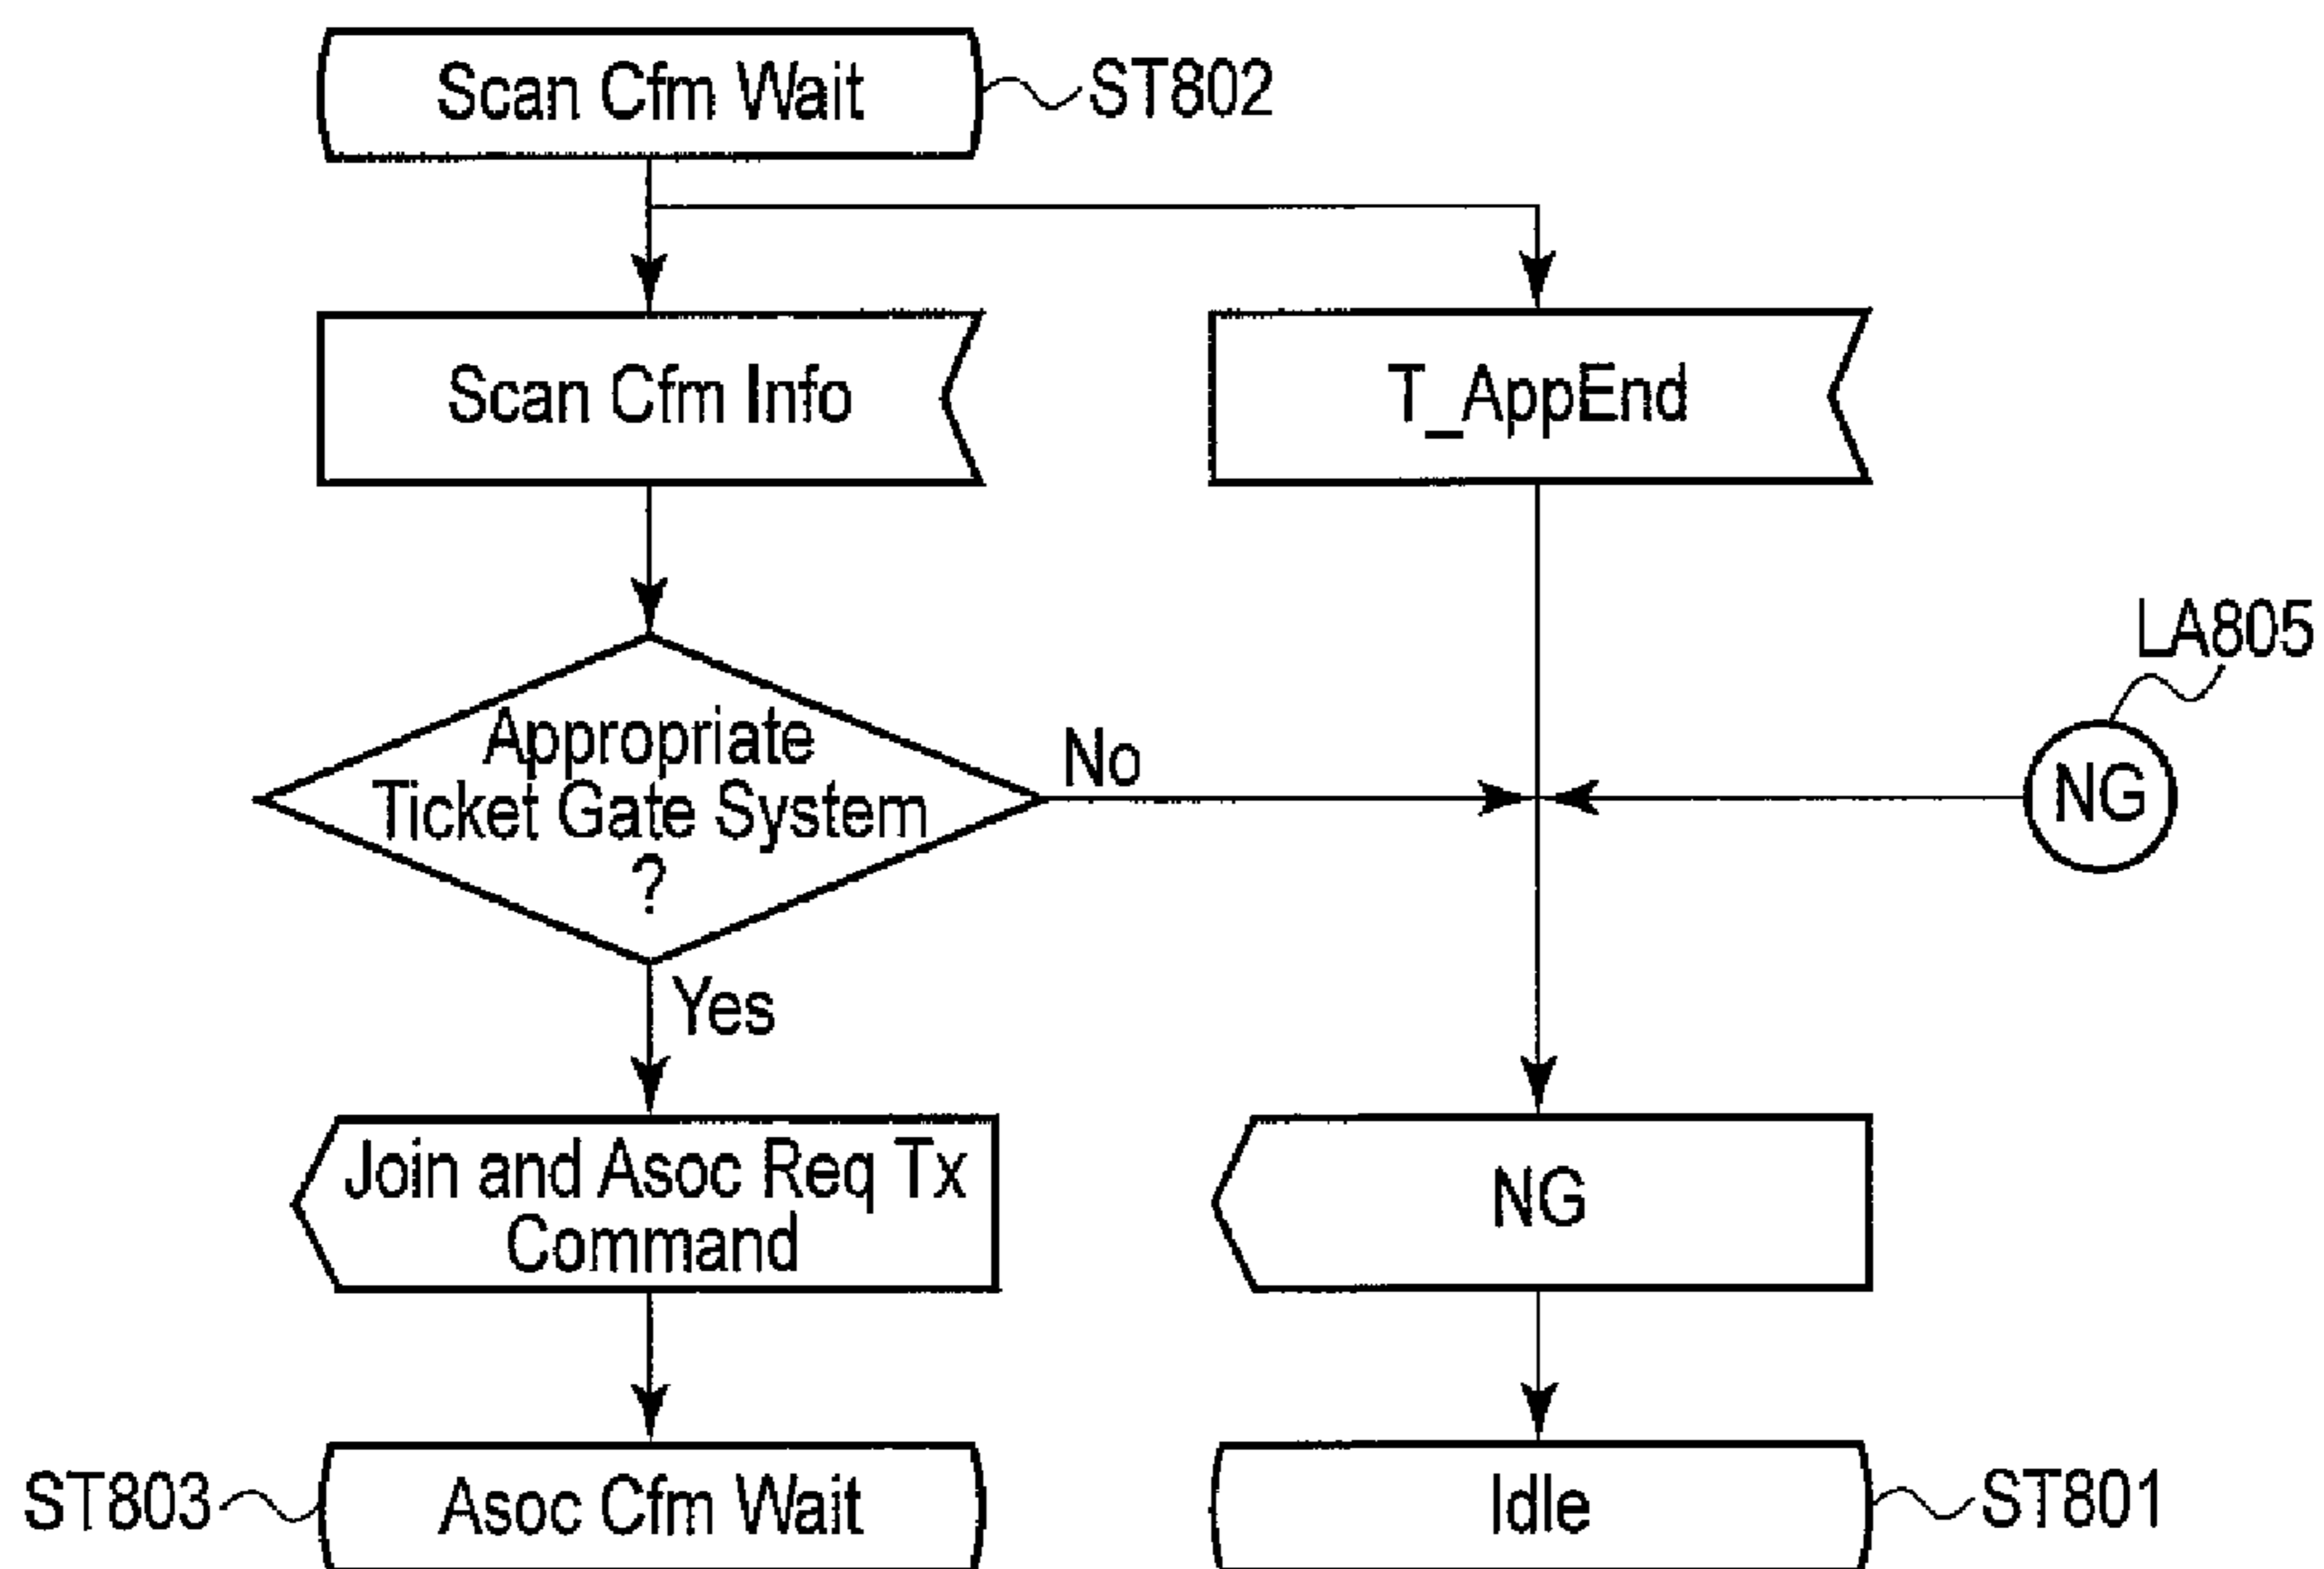 Scan Cfm Wait
ST802
Scan Cfm Info
T_AppEnd
LA805
Appropriate
Ticket Gate System
?
No
NG
Yes
Join and Asoc Req Tx
Command
NG
ST803
Asoc Cfm Wait
Idle
ST801